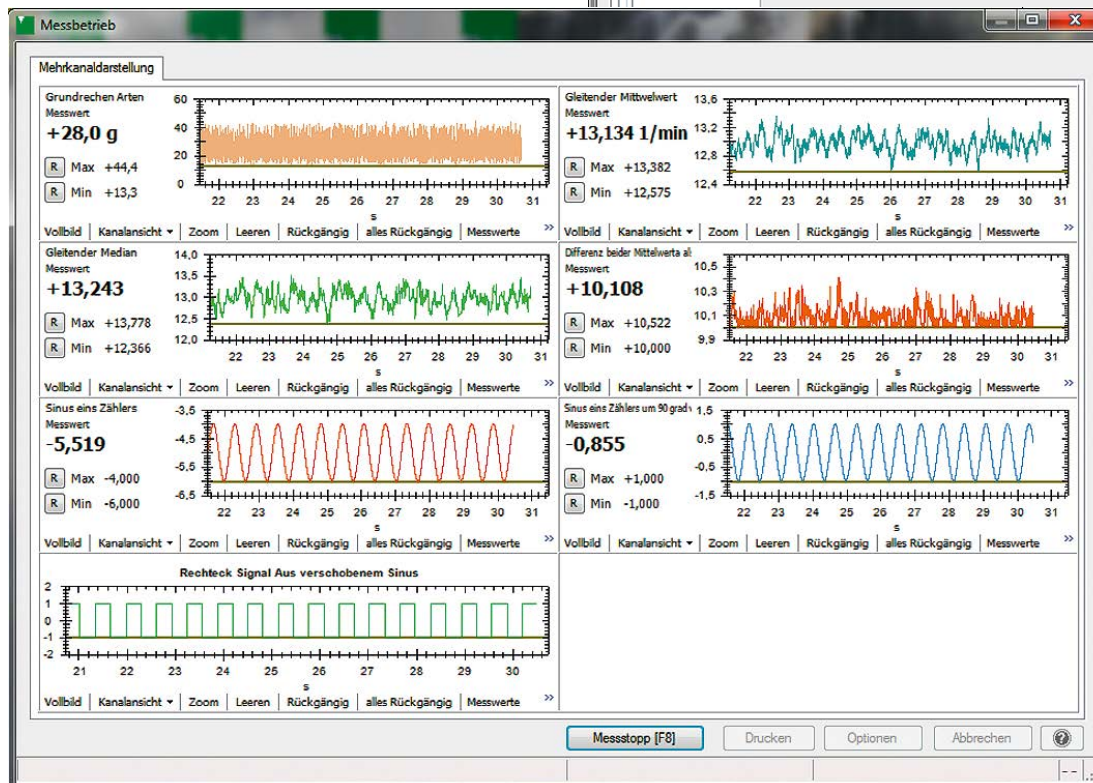 Messbetrieb
Mehrkanaldarstellung
Grundrechen Arten
Messwert
+28,0 g
R Max +44,4
R Min +13,3
60
40
20
0
22 23 24 25 26 27 28 29 30 31
s
Vollbild Kanalansicht Zoom Leeren Rückgängig alles Rückgängig Messwerte »
Gleitender Mittwelwert
Messwert
+13,134 1/min
R Max +13,382
R Min +12,575
13,6
13,2
12,8
12,4
22 23 24 25 26 27 28 29 30 31
s
Vollbild Kanalansicht Zoom Leeren Rückgängig alles Rückgängig Messwerte »
Gleitender Median
Messwert
+13,243
R Max +13,778
R Min +12,366
14,0
13,5
13,0
12,5
12,0
22 23 24 25 26 27 28 29 30 31
s
Vollbild Kanalansicht Zoom Leeren Rückgängig alles Rückgängig Messwerte »
Differenz beider Mittelwerta al
Messwert
+10,108
R Max +10,522
R Min +10,000
10,5
10,3
10,1
9,9
22 23 24 25 26 27 28 29 30 31
s
Vollbild Kanalansicht Zoom Leeren Rückgängig alles Rückgängig Messwerte »
Sinus eins Zählers
Messwert
-5,519
R Max -4,000
R Min -6,000
-3,5
-4,5
-5,5
-6,5
22 23 24 25 26 27 28 29 30 31
s
Vollbild Kanalansicht Zoom Leeren Rückgängig alles Rückgängig Messwerte »
Sinus eins Zählers um 90 grad
Messwert
-0,855
R Max +1,000
R Min -1,000
1,5
0,5
-0,5
-1,5
22 23 24 25 26 27 28 29 30 31
s
Vollbild Kanalansicht Zoom Leeren Rückgängig alles Rückgängig Messwerte »
Rechteck Signal Aus verschobenem Sinus
2
1
0
-1
-2
21 22 23 24 25 26 27 28 29 30
s
Vollbild Kanalansicht Zoom Leeren Rückgängig alles Rückgängig Messwerte »
Messstopp [F8] Drucken Optionen Abbrechen ?
--